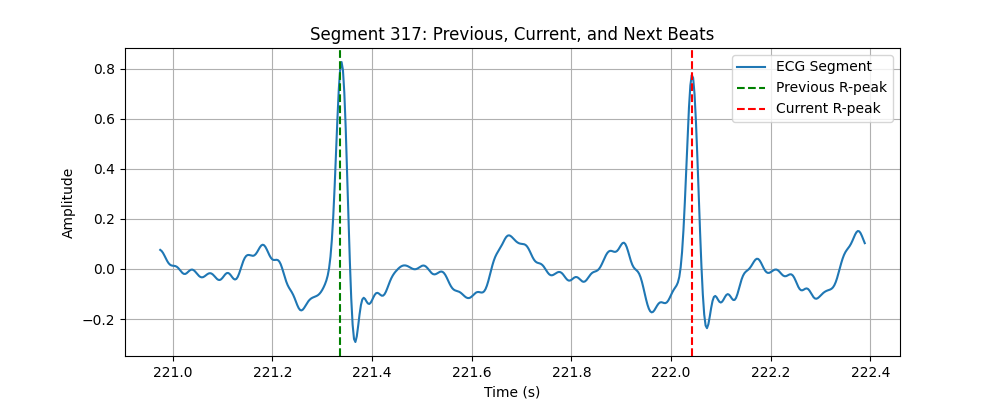 Segment 317: Previous, Current, and Next Beats
ECG Segment
Previous R-peak
Current R-peak
Amplitude
0.8
0.6
0.4
0.2
0.0
−0.2
221.0 221.2 221.4 221.6 221.8 222.0 222.2 222.4
Time (s)